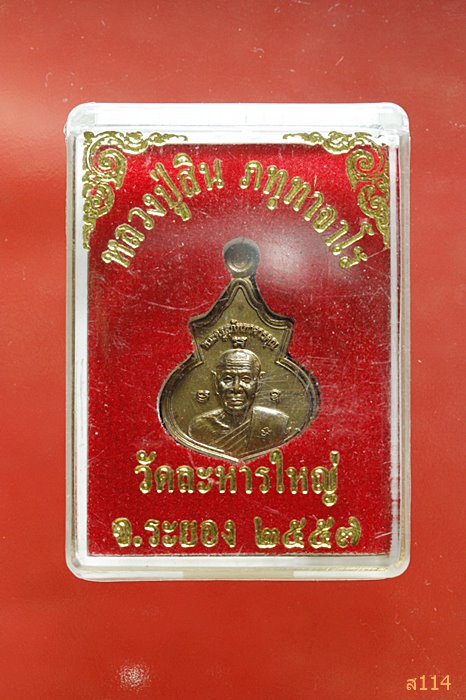 หลวงปู่ธิน ภทฺทาจาโร
วัดละหารใหญ่
จ.ระยอง ๒๕๕๗
ส114